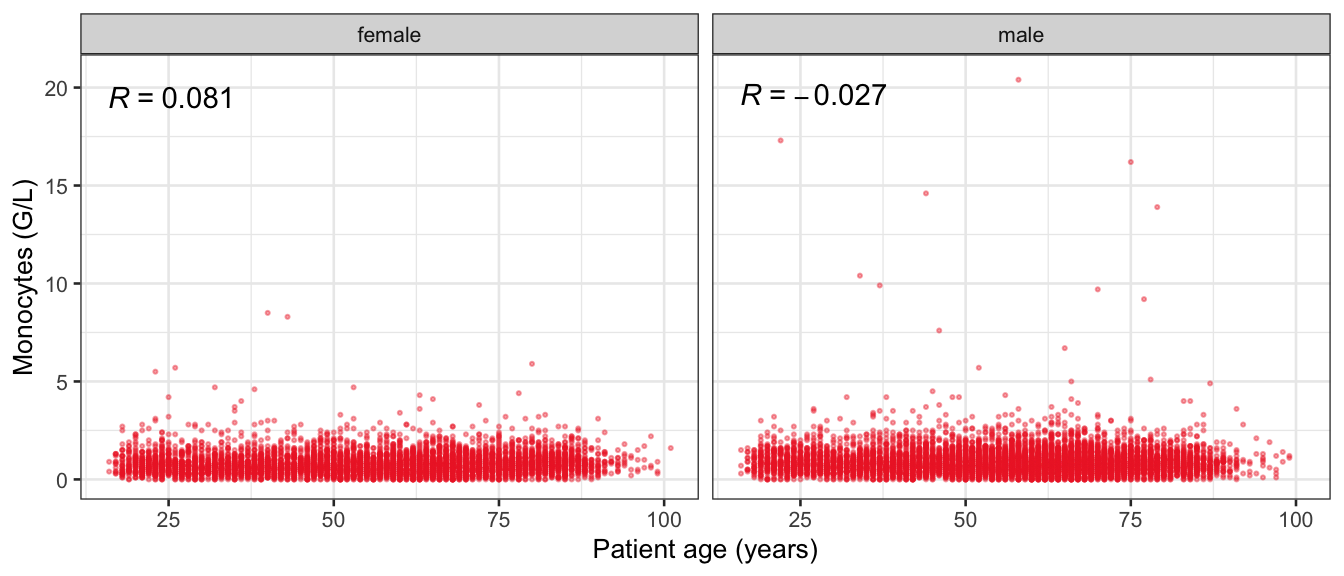 female
male
R = 0.081
R = −0.027
20
15
10
5
0
Monocytes (G/L)
25 50 75 100
25 50 75 100
Patient age (years)